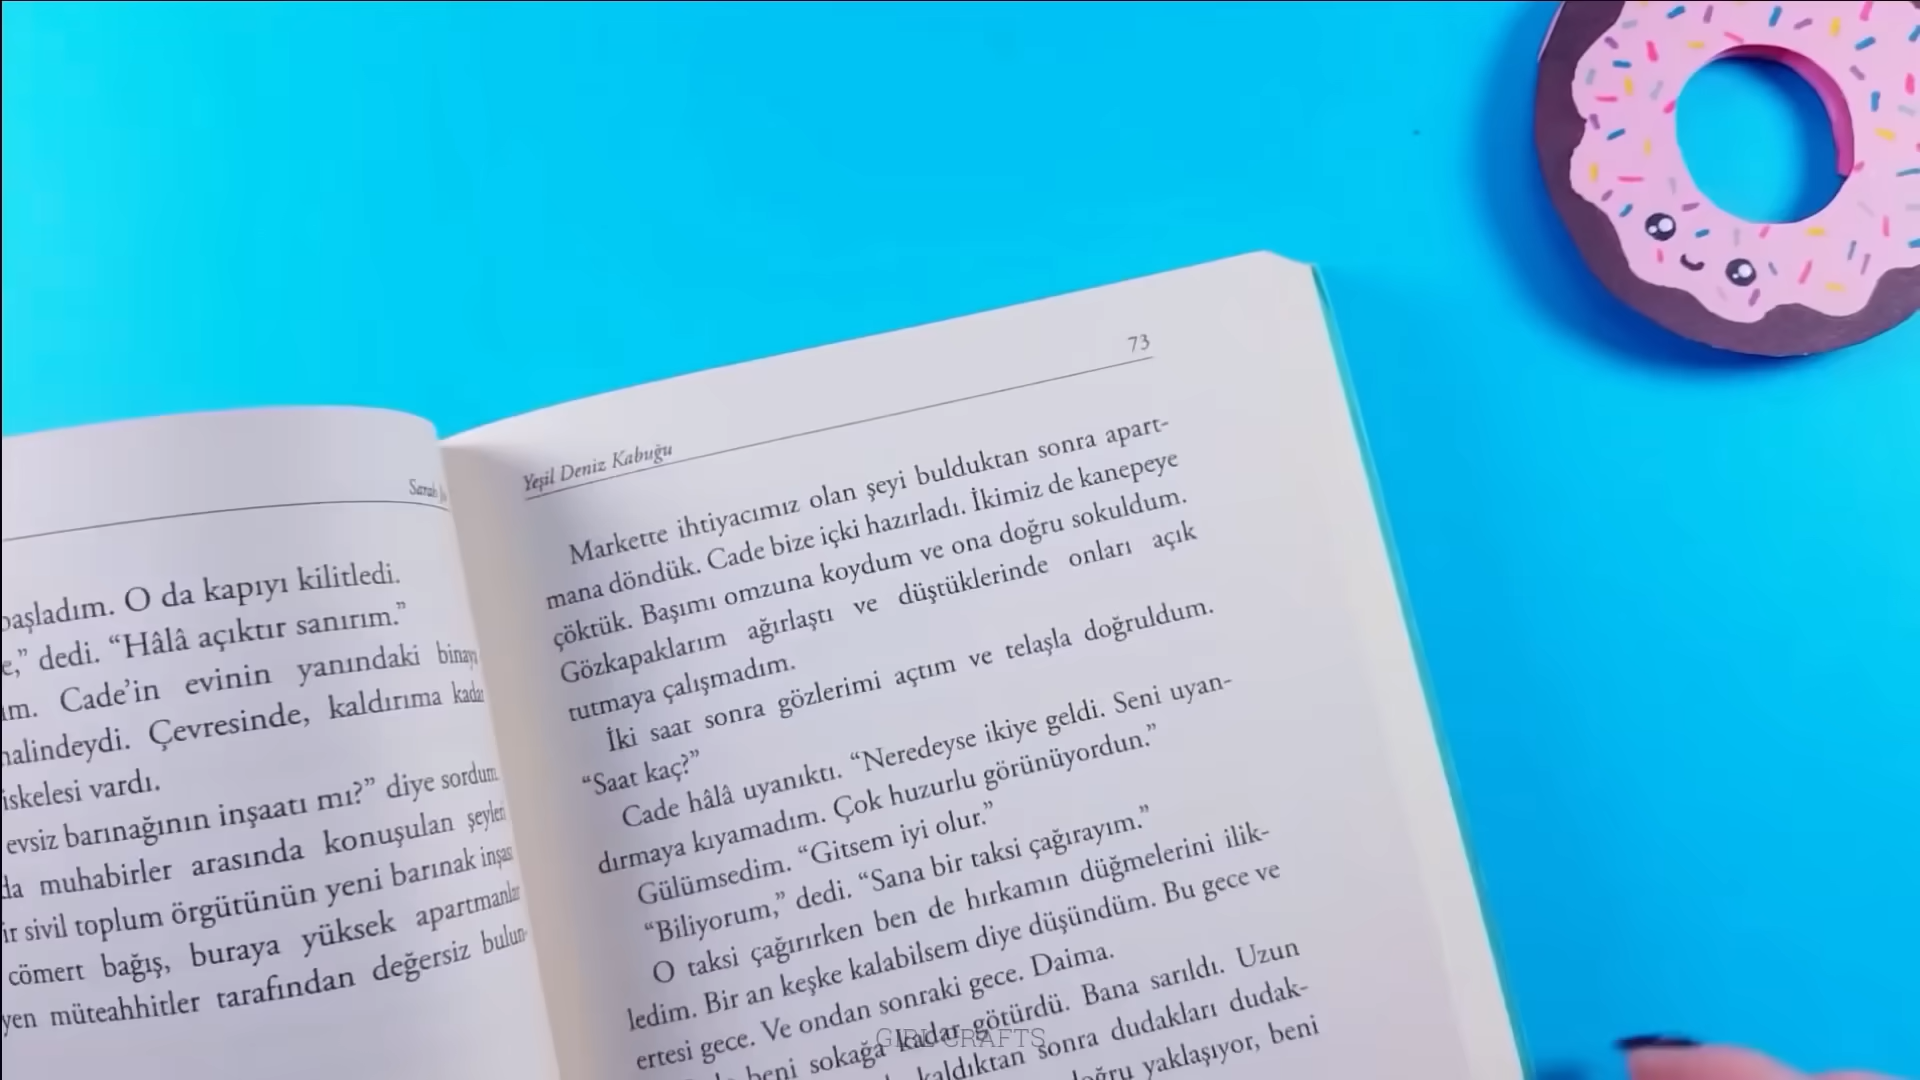 Sarah
başladım. O da kapıyı kilitledi.
dedi. “Hâlâ açıktır sanırım.”
Cade’in evinin yanındaki
halindeydi. Çevresinde, kaldırıma kadar
iskelesi vardı.
evsiz barınağının inşaatı mı?” diye sordum.
muhabirler arasında konuşulan şeyleri
sivil toplum örgütünün yeni barınak
cömert bağış, buraya yüksek apartmanlar
müteahhitler tarafından değersiz bulun-
73
Yeşil Deniz Kabuğu
Markette ihtiyacımız olan şeyi bulduktan sonra apart-
mana döndük. Cade bize içki hazırladı. İkimiz de kanepeye
çöktük. Başımı omzuna koydum ve ona doğru sokuldum.
Gözkapaklarım ağırlaştı ve düştüklerinde onları açık
tutmaya çalışmadım.
İki saat sonra gözlerimi açtım ve telaşla doğruldum.
“Saat kaç?”
Cade hâlâ uyanıktı. “Neredeyse ikiye geldi. Seni uyan-
dırmaya kıyamadım. Çok huzurlu görünüyordun.”
Gülümsedim. “Gitsem iyi olur.”
“Biliyorum,” dedi. “Sana bir taksi çağırayım.”
O taksi çağırırken ben de hırkamın düğmelerini ilik-
ledim. Bir an keşke kalabilsem diye düşündüm. Bu gece ve
ertesi gece. Ve ondan sonraki gece. Daima.
beni sokağa kadar götürdü. Bana sarıldı. Uzun
kaldıktan sonra dudakları dudak-
yaklaşıyor, beni
GIRL CRAFTS